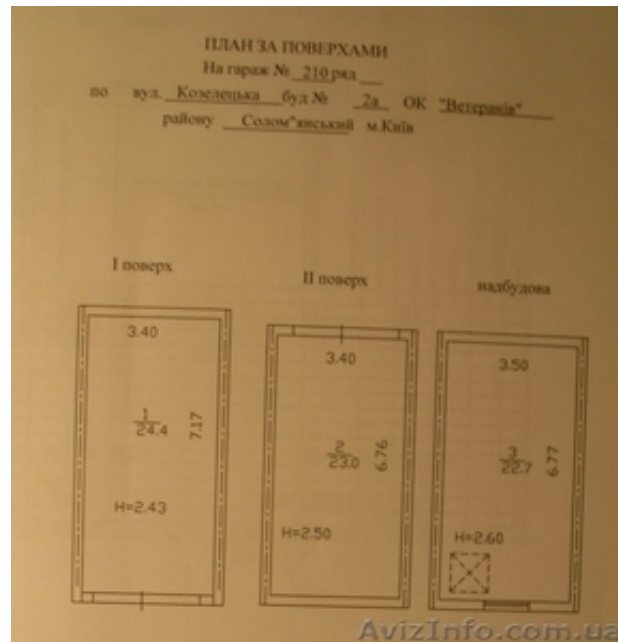 ПЛАН ЗА ПОВЕРХАМИ
На гараж № 210 ряд ___
по вул. Козелецька буд № 2а ОК "Ветеранів"
району Солом"янський м.Київ
I поверх
II поверх
надбудова
3.40
1
24.4
7.17
H=2.43
3.40
2
23.0
6.76
H=2.50
3.50
3
22.7
6.77
H=2.60
AvizInfo.com.ua